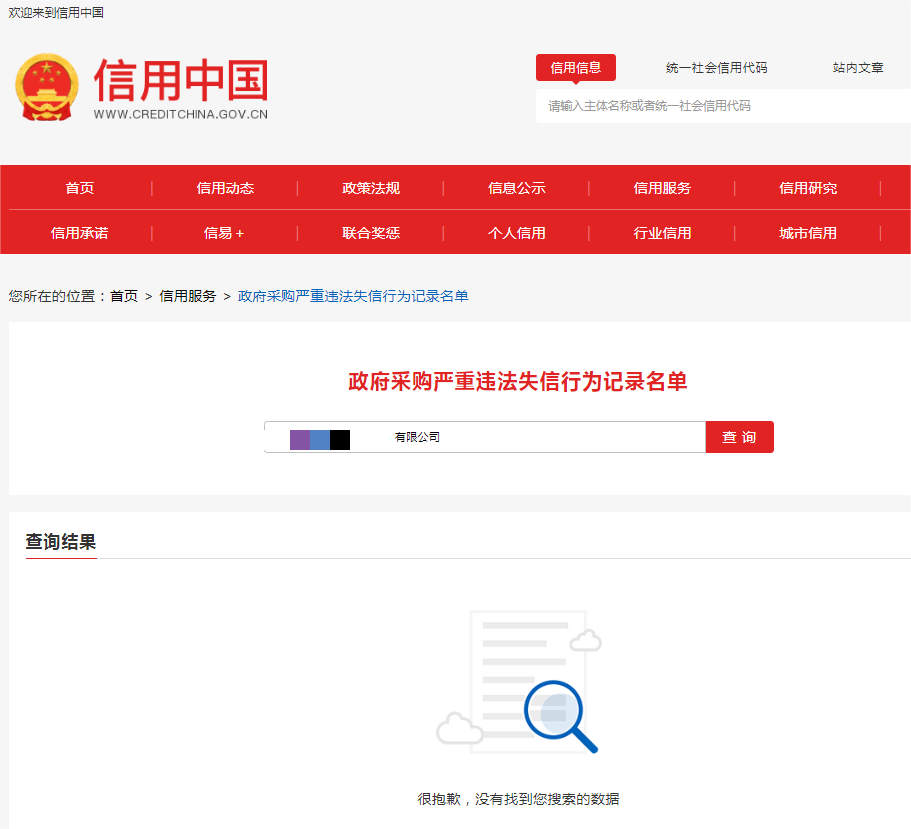 欢迎来到信用中国
信用中国
WWW.CREDITCHINA.GOV.CN
信用信息 统一社会信用代码 站内文章
请输入主体名称或者统一社会信用代码
首页 | 信用动态 | 政策法规 | 信息公示 | 信用服务 | 信用研究 |
信用承诺 | 信易+ | 联合奖惩 | 个人信用 | 行业信用 | 城市信用 |
您所在的位置：首页 > 信用服务 > 政府采购严重违法失信行为记录名单
政府采购严重违法失信行为记录名单
有限公司 查 询
查询结果
很抱歉，没有找到您搜索的数据